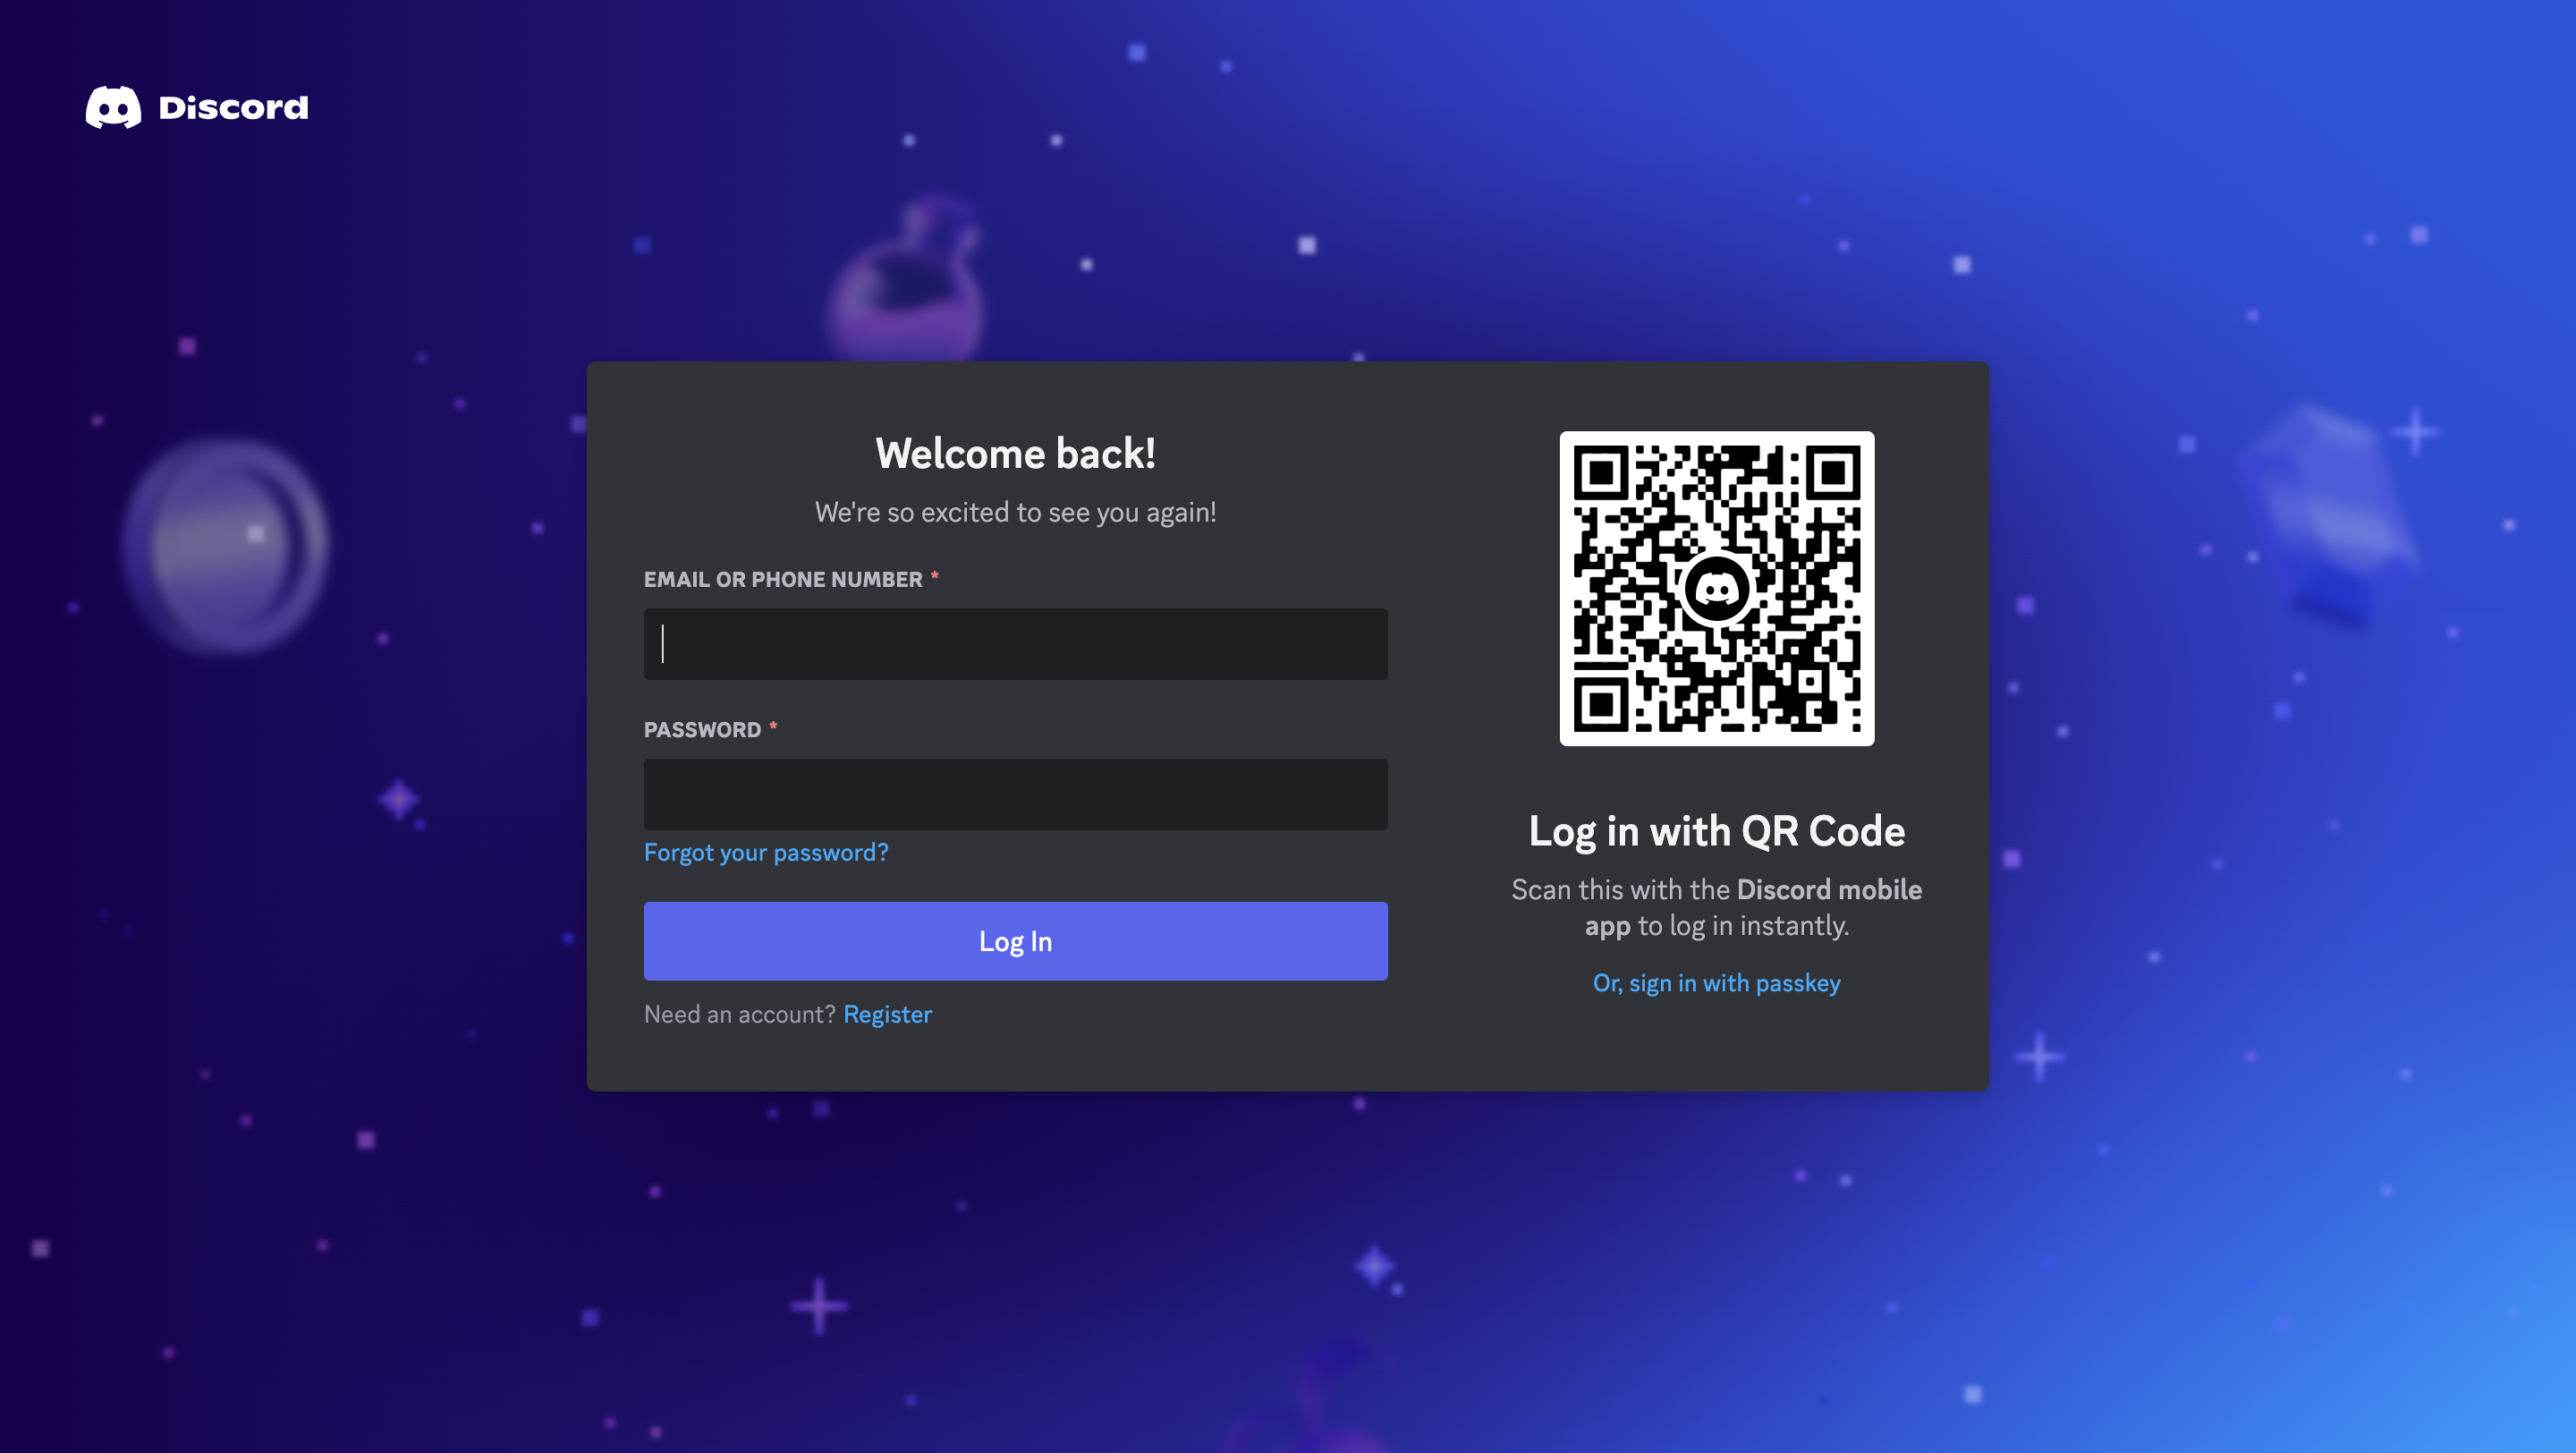 Discord
Welcome back!
We're so excited to see you again!
EMAIL OR PHONE NUMBER *
PASSWORD *
Forgot your password?
Log In
Need an account? Register
Log in with QR Code
Scan this with the Discord mobile
app to log in instantly.
Or, sign in with passkey